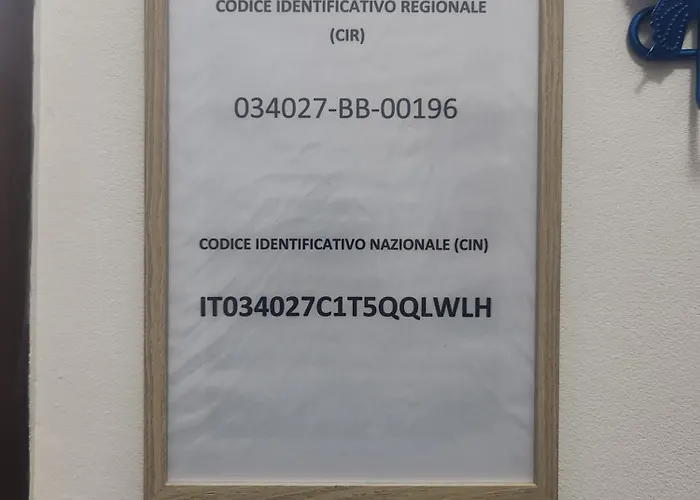 CODICE IDENTIFICATIVO REGIONALE
(CIR)
034027-BB-00196
CODICE IDENTIFICATIVO NAZIONALE (CIN)
IT034027C1T5QQLWLH